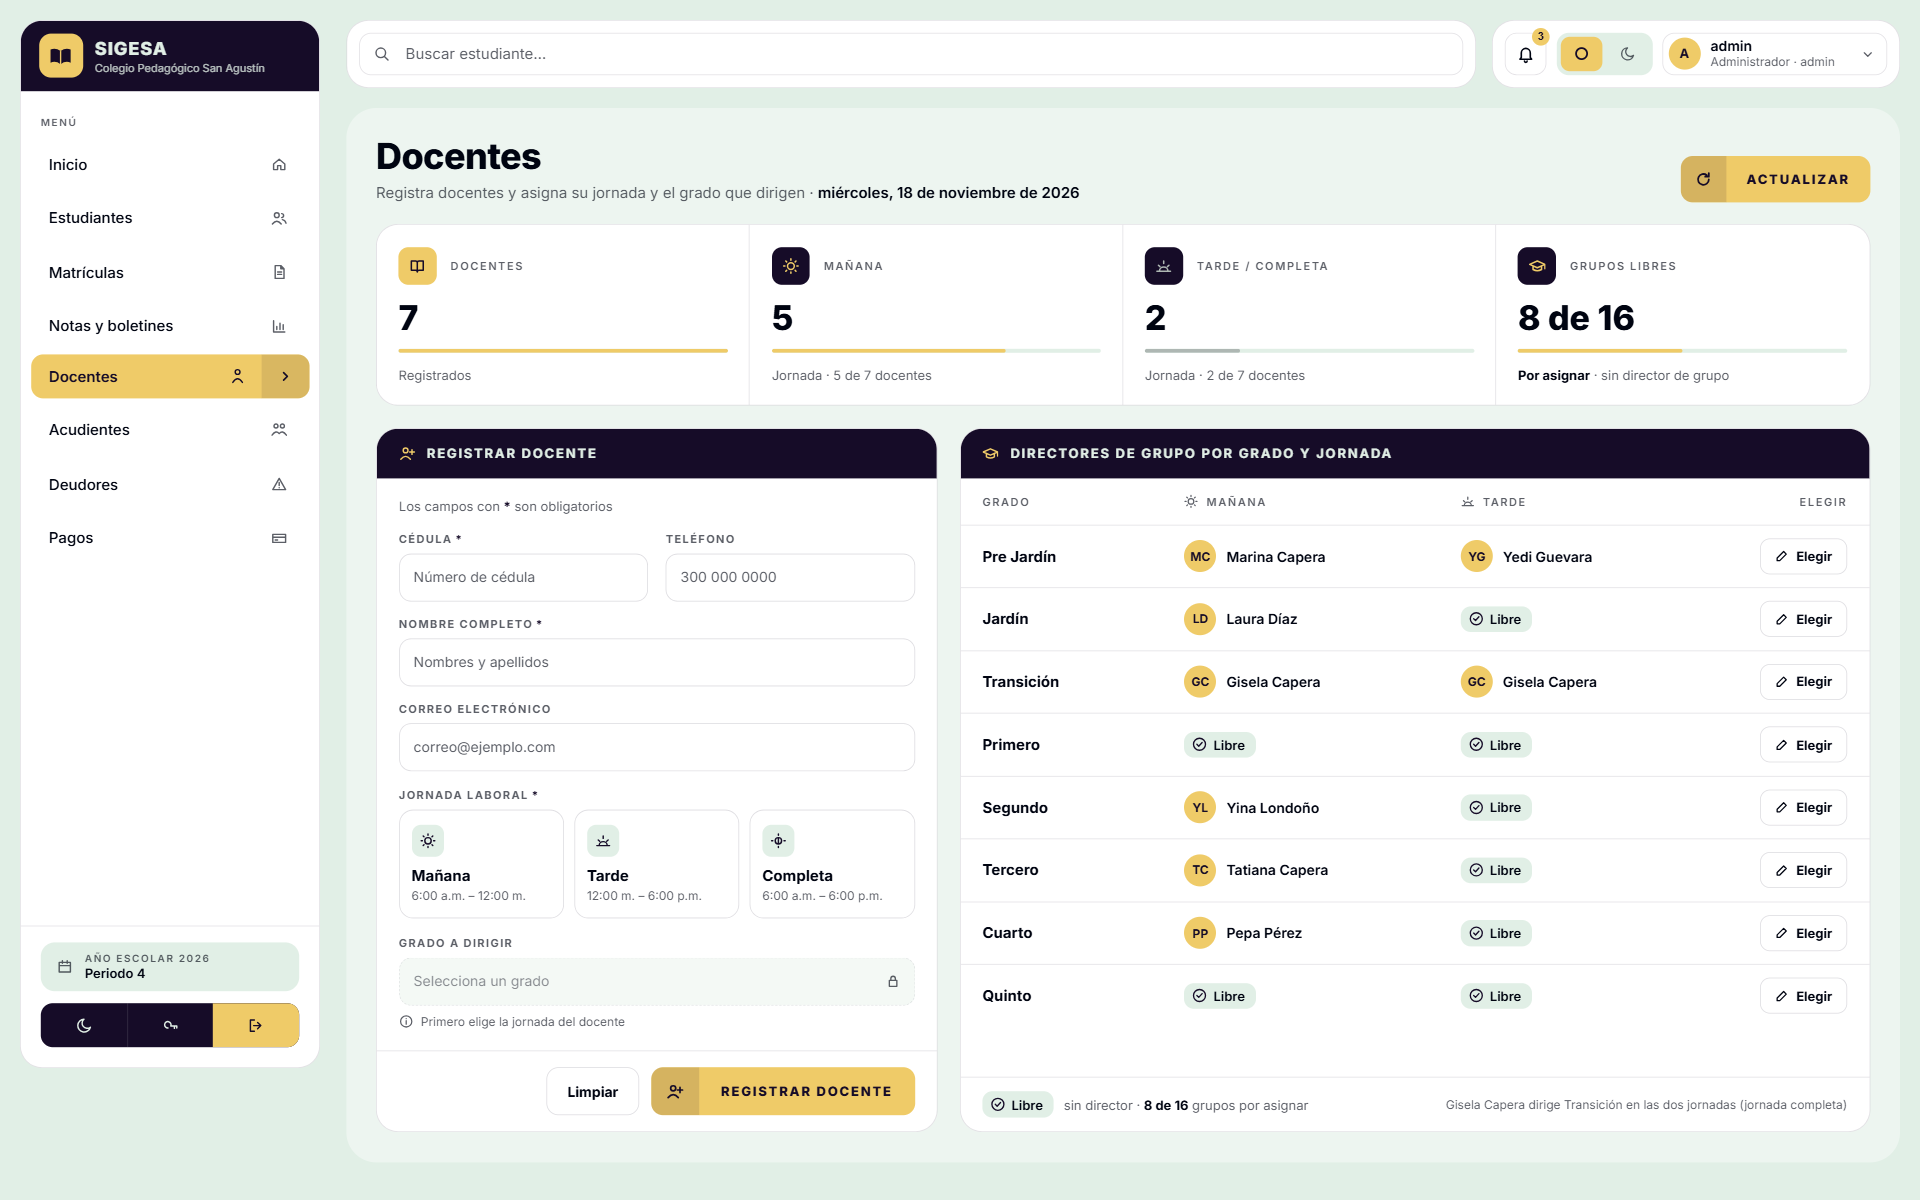 SIGESA
Colegio Pedagógico San Agustín
MENÚ
Inicio
Estudiantes
Matrículas
Notas y boletines
Docentes
Acudientes
Deudores
Pagos
AÑO ESCOLAR 2026
Periodo 4
Buscar estudiante...
3
A
admin
Administrador · admin
Docentes
Registra docentes y asigna su jornada y el grado que dirigen · miércoles, 18 de noviembre de 2026
ACTUALIZAR
DOCENTES
7
Registrados
MAÑANA
5
Jornada · 5 de 7 docentes
TARDE / COMPLETA
2
Jornada · 2 de 7 docentes
GRUPOS LIBRES
8 de 16
Por asignar · sin director de grupo
REGISTRAR DOCENTE
Los campos con * son obligatorios
CÉDULA * TELÉFONO
Número de cédula 300 000 0000
NOMBRE COMPLETO *
Nombres y apellidos
CORREO ELECTRÓNICO
correo@ejemplo.com
JORNADA LABORAL *
Mañana
6:00 a.m. – 12:00 m.
Tarde
12:00 m. – 6:00 p.m.
Completa
6:00 a.m. – 6:00 p.m.
GRADO A DIRIGIR
Selecciona un grado
Primero elige la jornada del docente
Limpiar REGISTRAR DOCENTE
DIRECTORES DE GRUPO POR GRADO Y JORNADA
GRADO MAÑANA TARDE ELEGIR
Pre Jardín MC Marina Capera YG Yedi Guevara Elegir
Jardín LD Laura Díaz Libre Elegir
Transición GC Gisela Capera GC Gisela Capera Elegir
Primero Libre Libre Elegir
Segundo YL Yina Londoño Libre Elegir
Tercero TC Tatiana Capera Libre Elegir
Cuarto PP Pepa Pérez Libre Elegir
Quinto Libre Libre Elegir
Libre sin director · 8 de 16 grupos por asignar
Gisela Capera dirige Transición en las dos jornadas (jornada completa)